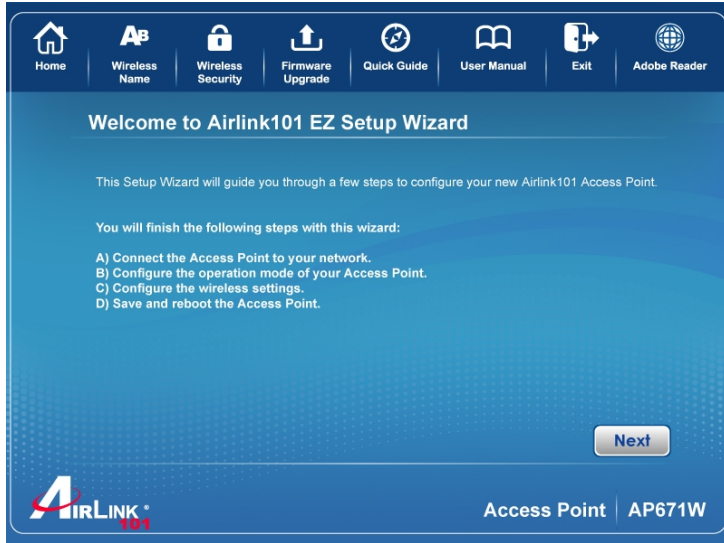 Home
Wireless
Name
Wireless
Security
Firmware
Upgrade
Quick Guide
User Manual
Exit
Adobe Reader
Welcome to Airlink101 EZ Setup Wizard
This Setup Wizard will guide you through a few steps to configure your new Airlink101 Access Point.
You will finish the following steps with this wizard:
A) Connect the Access Point to your network.
B) Configure the operation mode of your Access Point.
C) Configure the wireless settings.
D) Save and reboot the Access Point.
Next
AIRLINK
101
Access Point
AP671W